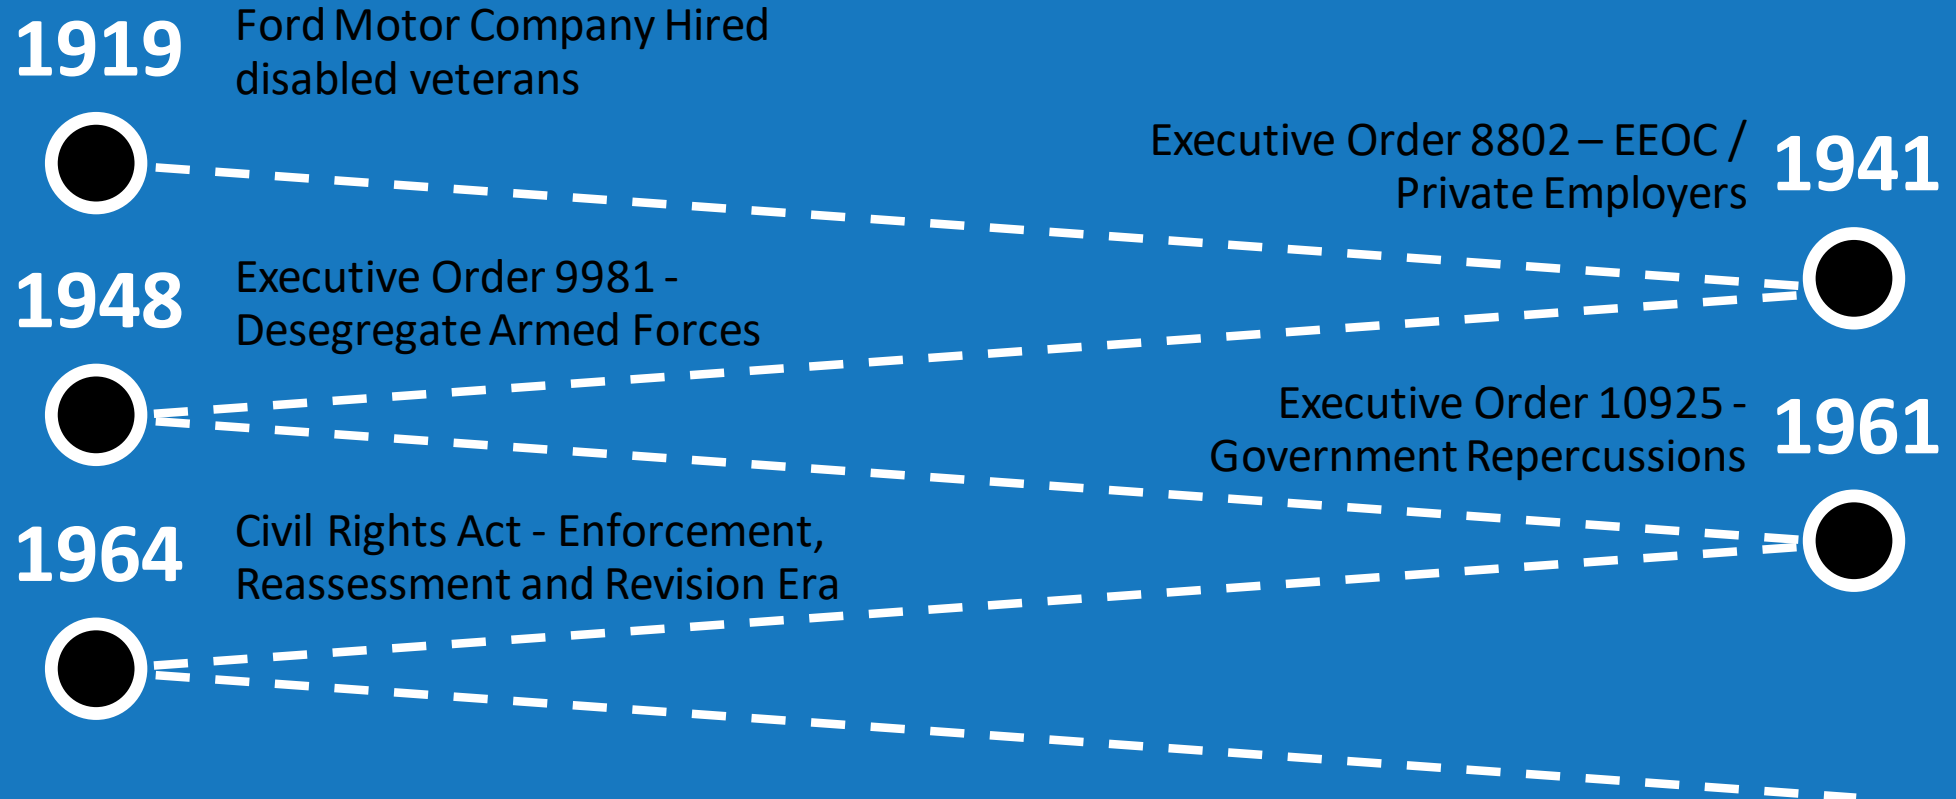 1919
Ford Motor Company Hired
disabled veterans
Executive Order 8802 – EEOC /
Private Employers
1941
1948
Executive Order 9981 -
Desegregate Armed Forces
Executive Order 10925 -
Government Repercussions
1961
1964
Civil Rights Act - Enforcement,
Reassessment and Revision Era